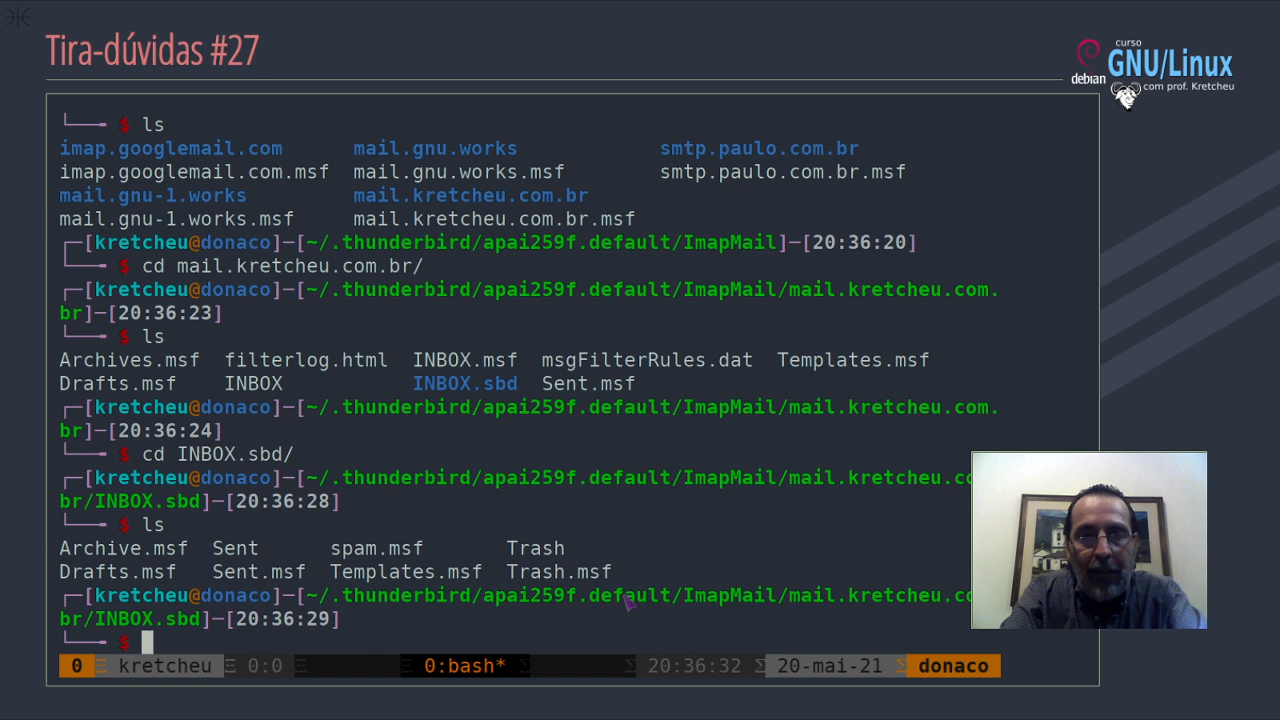 Tira-dúvidas #27
curso
GNU/Linux
debian
com prof. Kretcheu
$ ls
imap.googlemail.com mail.gnu.works smtp.paulo.com.br
imap.googlemail.com.msf mail.gnu.works.msf smtp.paulo.com.br.msf
mail.gnu-1.works mail.kretcheu.com.br
mail.gnu-1.works.msf mail.kretcheu.com.br.msf
┌─[kretcheu@donaco]─[~/.thunderbird/apai259f.default/ImapMail]─[20:36:20]
└──╼ $ cd mail.kretcheu.com.br/
┌─[kretcheu@donaco]─[~/.thunderbird/apai259f.default/ImapMail/mail.kretcheu.com.
br]─[20:36:23]
└──╼ $ ls
Archives.msf filterlog.html INBOX.msf msgFilterRules.dat Templates.msf
Drafts.msf INBOX INBOX.sbd Sent.msf
┌─[kretcheu@donaco]─[~/.thunderbird/apai259f.default/ImapMail/mail.kretcheu.com.
br]─[20:36:24]
└──╼ $ cd INBOX.sbd/
┌─[kretcheu@donaco]─[~/.thunderbird/apai259f.default/ImapMail/mail.kretcheu.co
br/INBOX.sbd]─[20:36:28]
└──╼ $ ls
Archive.msf Sent spam.msf Trash
Drafts.msf Sent.msf Templates.msf Trash.msf
┌─[kretcheu@donaco]─[~/.thunderbird/apai259f.default/ImapMail/mail.kretcheu.co
br/INBOX.sbd]─[20:36:29]
└──╼ $
0 kretcheu 0:0 0:bash* 20:36:32 20-mai-21 donaco